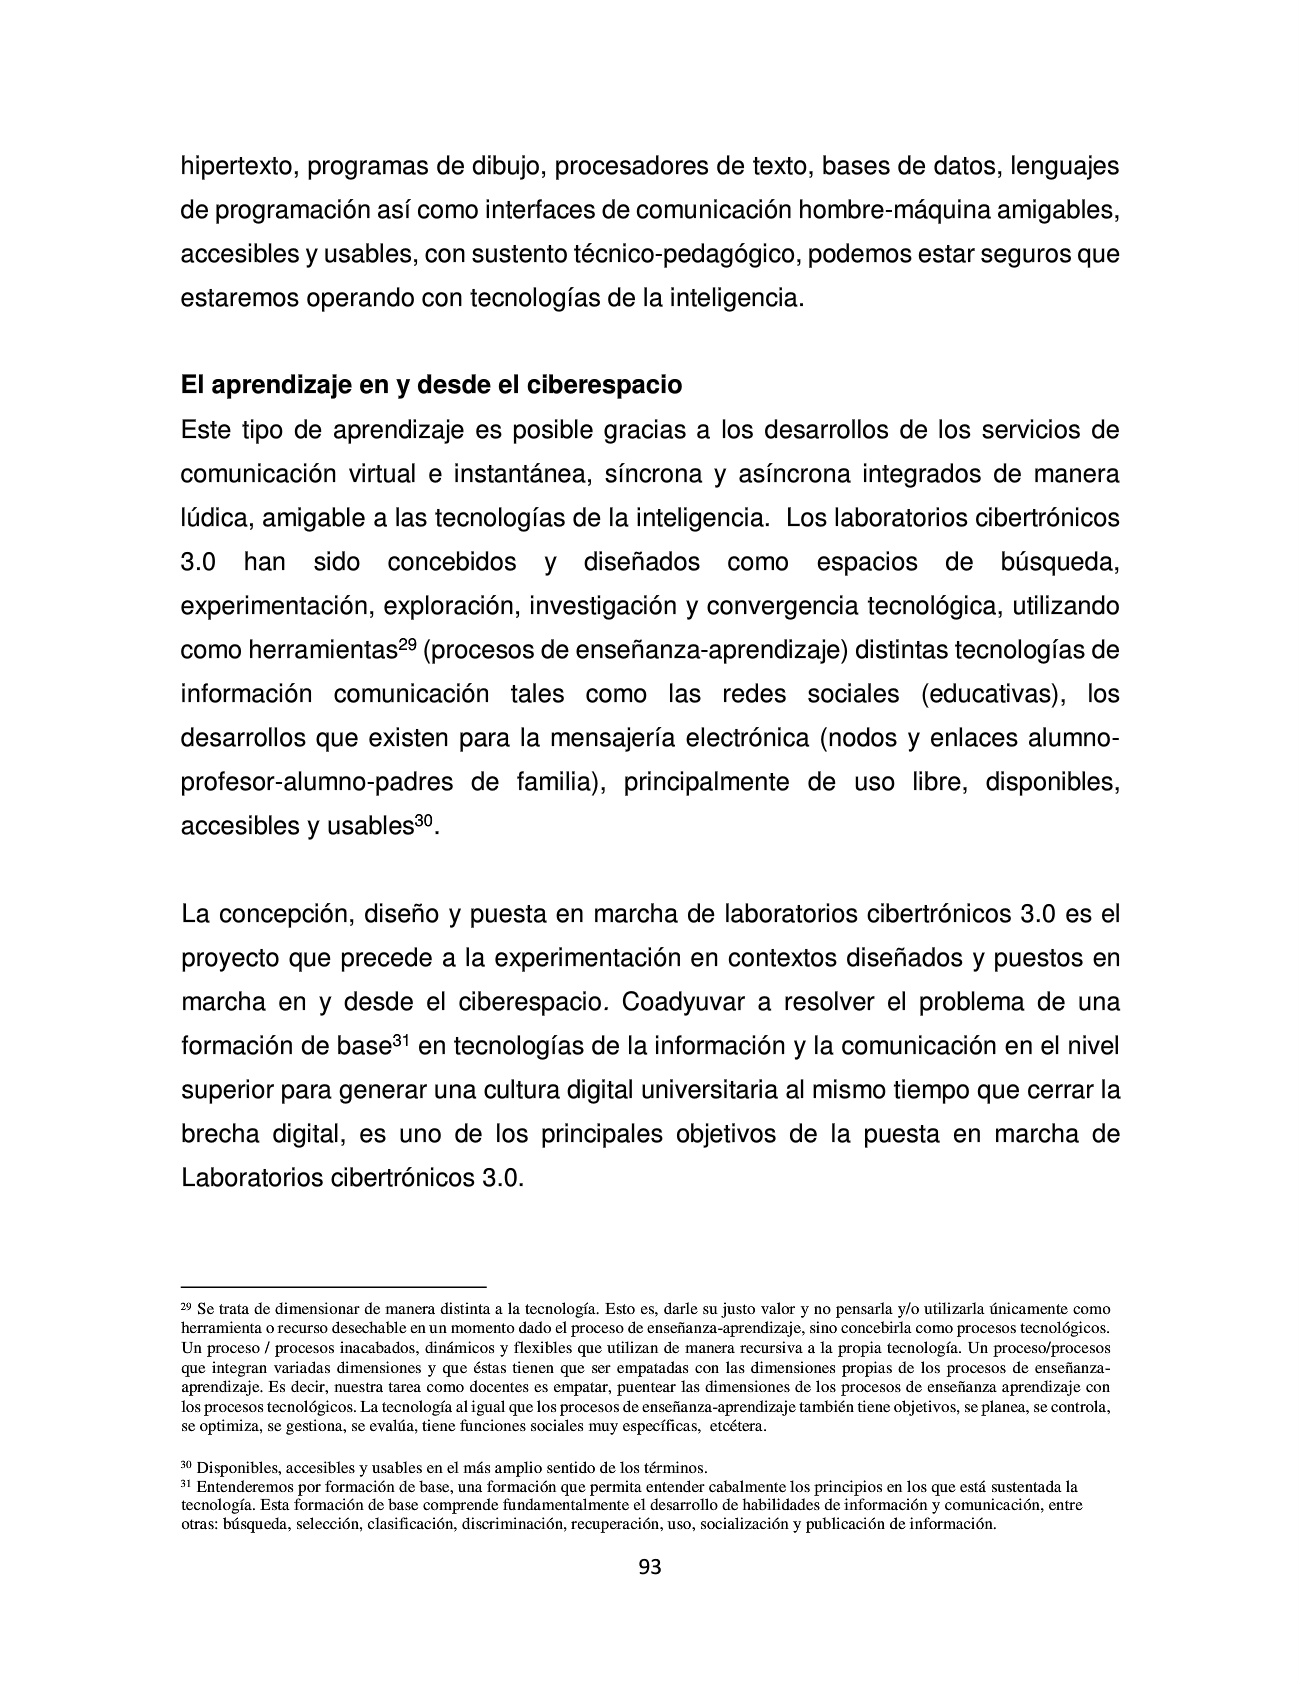 hipertexto, programas de dibujo, procesadores de texto, bases de datos, lenguajes
de programación así como interfaces de comunicación hombre-máquina amigables,
accesibles y usables, con sustento técnico-pedagógico, podemos estar seguros que
estaremos operando con tecnologías de la inteligencia.
El aprendizaje en y desde el ciberespacio
Este tipo de aprendizaje es posible gracias a los desarrollos de los servicios de
comunicación virtual e instantánea, síncrona y asíncrona integrados de manera
lúdica, amigable a las tecnologías de la inteligencia.  Los laboratorios cibertrónicos
3.0 han sido concebidos y diseñados como espacios de búsqueda,
experimentación, exploración, investigación y convergencia tecnológica, utilizando
como herramientas²⁹ (procesos de enseñanza-aprendizaje) distintas tecnologías de
información comunicación tales como las redes sociales (educativas), los
desarrollos que existen para la mensajería electrónica (nodos y enlaces alumno-
profesor-alumno-padres de familia), principalmente de uso libre, disponibles,
accesibles y usables³⁰.
La concepción, diseño y puesta en marcha de laboratorios cibertrónicos 3.0 es el
proyecto que precede a la experimentación en contextos diseñados y puestos en
marcha en y desde el ciberespacio. Coadyuvar a resolver el problema de una
formación de base³¹ en tecnologías de la información y la comunicación en el nivel
superior para generar una cultura digital universitaria al mismo tiempo que cerrar la
brecha digital, es uno de los principales objetivos de la puesta en marcha de
Laboratorios cibertrónicos 3.0.
²⁹ Se trata de dimensionar de manera distinta a la tecnología. Esto es, darle su justo valor y no pensarla y/o utilizarla únicamente como
herramienta o recurso desechable en un momento dado el proceso de enseñanza-aprendizaje, sino concebirla como procesos tecnológicos.
Un proceso / procesos inacabados, dinámicos y flexibles que utilizan de manera recursiva a la propia tecnología. Un proceso/procesos
que integran variadas dimensiones y que éstas tienen que ser empatadas con las dimensiones propias de los procesos de enseñanza-
aprendizaje. Es decir, nuestra tarea como docentes es empatar, puentear las dimensiones de los procesos de enseñanza aprendizaje con
los procesos tecnológicos. La tecnología al igual que los procesos de enseñanza-aprendizaje también tiene objetivos, se planea, se controla,
se optimiza, se gestiona, se evalúa, tiene funciones sociales muy específicas,  etcétera.
³⁰ Disponibles, accesibles y usables en el más amplio sentido de los términos.
³¹ Entenderemos por formación de base, una formación que permita entender cabalmente los principios en los que está sustentada la
tecnología. Esta formación de base comprende fundamentalmente el desarrollo de habilidades de información y comunicación, entre
otras: búsqueda, selección, clasificación, discriminación, recuperación, uso, socialización y publicación de información.
93